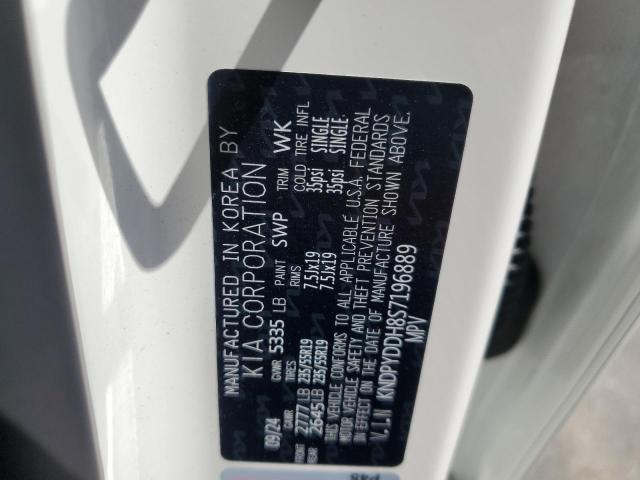 MANUFACTURED IN KOREA BY
KIA CORPORATION
09/24 GVWR 5335 LB PAINT SWP TRIM WK
GAWR TIRES RIMS COLD TIRE INFL
FRONT 2777 LB 235/55R19 7.5Jx19 35psi SINGLE
REAR 2645 LB 235/55R19 7.5Jx19 35psi SINGLE
THIS VEHICLE CONFORMS TO ALL APPLICABLE U.S.A. FEDERAL
MOTOR VEHICLE SAFETY AND THEFT PREVENTION STANDARDS
IN EFFECT ON THE DATE OF MANUFACTURE SHOWN ABOVE.
V.I.N KNDPYDDH8S7196889
MPV